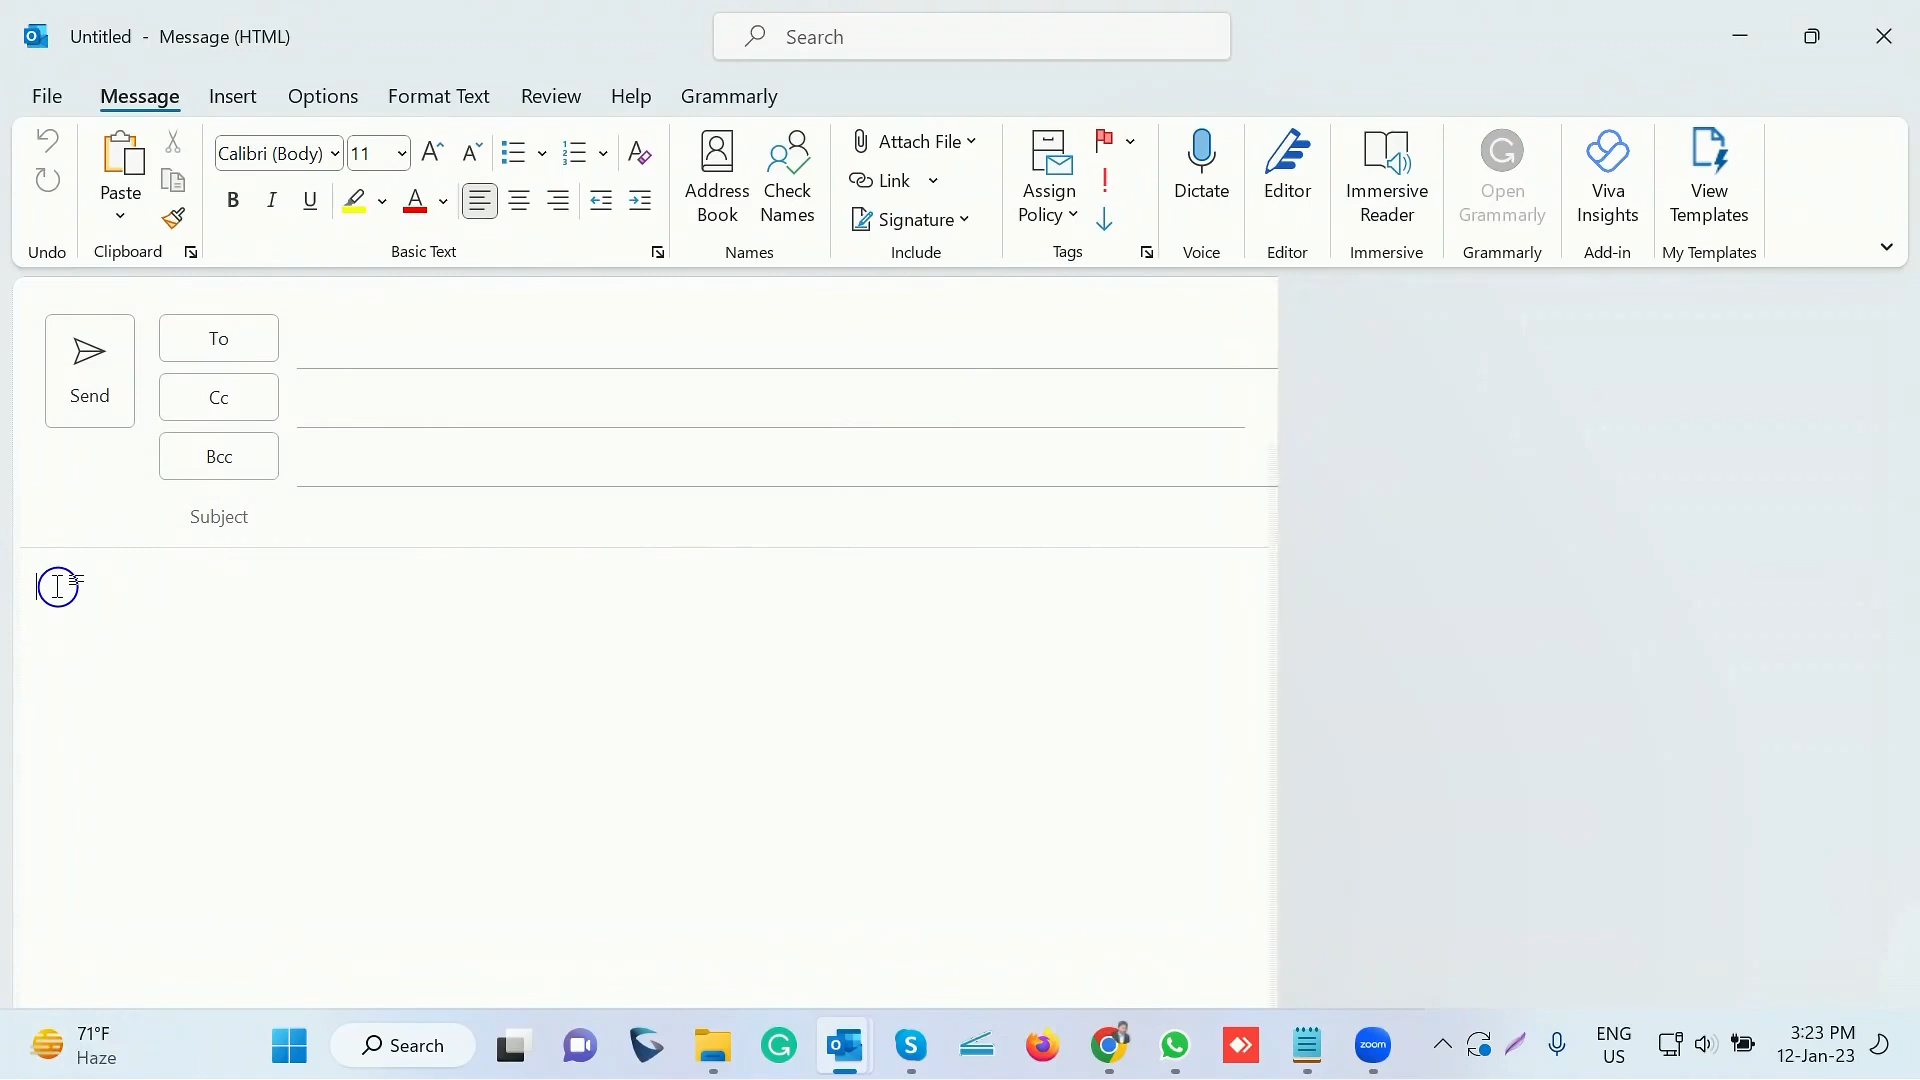 Untitled - Message (HTML)
Search
File Message Insert Options Format Text Review Help Grammarly
Calibri (Body) 11
Paste
B I U A
Address Book
Check Names
Attach File
Link
Signature
Assign Policy
Dictate
Editor
Immersive Reader
Open Grammarly
Viva Insights
View Templates
Undo Clipboard Basic Text Names Include Tags Voice Editor Immersive Grammarly Add-in My Templates
Send
To
Cc
Bcc
Subject
71°F
Haze
Search
zoom
ENG
US
3:23 PM
12-Jan-23